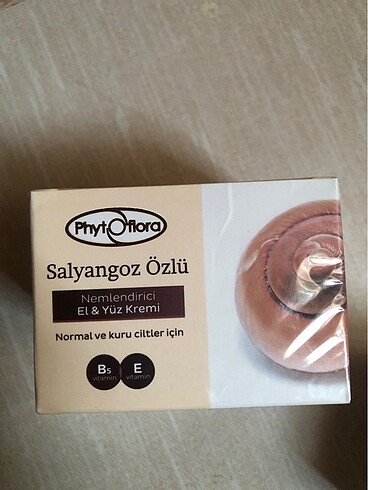 Phytoflora
Salyangoz Özlü
Nemlendirici
El & Yüz Kremi
Normal ve kuru ciltler için
B5 E
vitamin vitamin